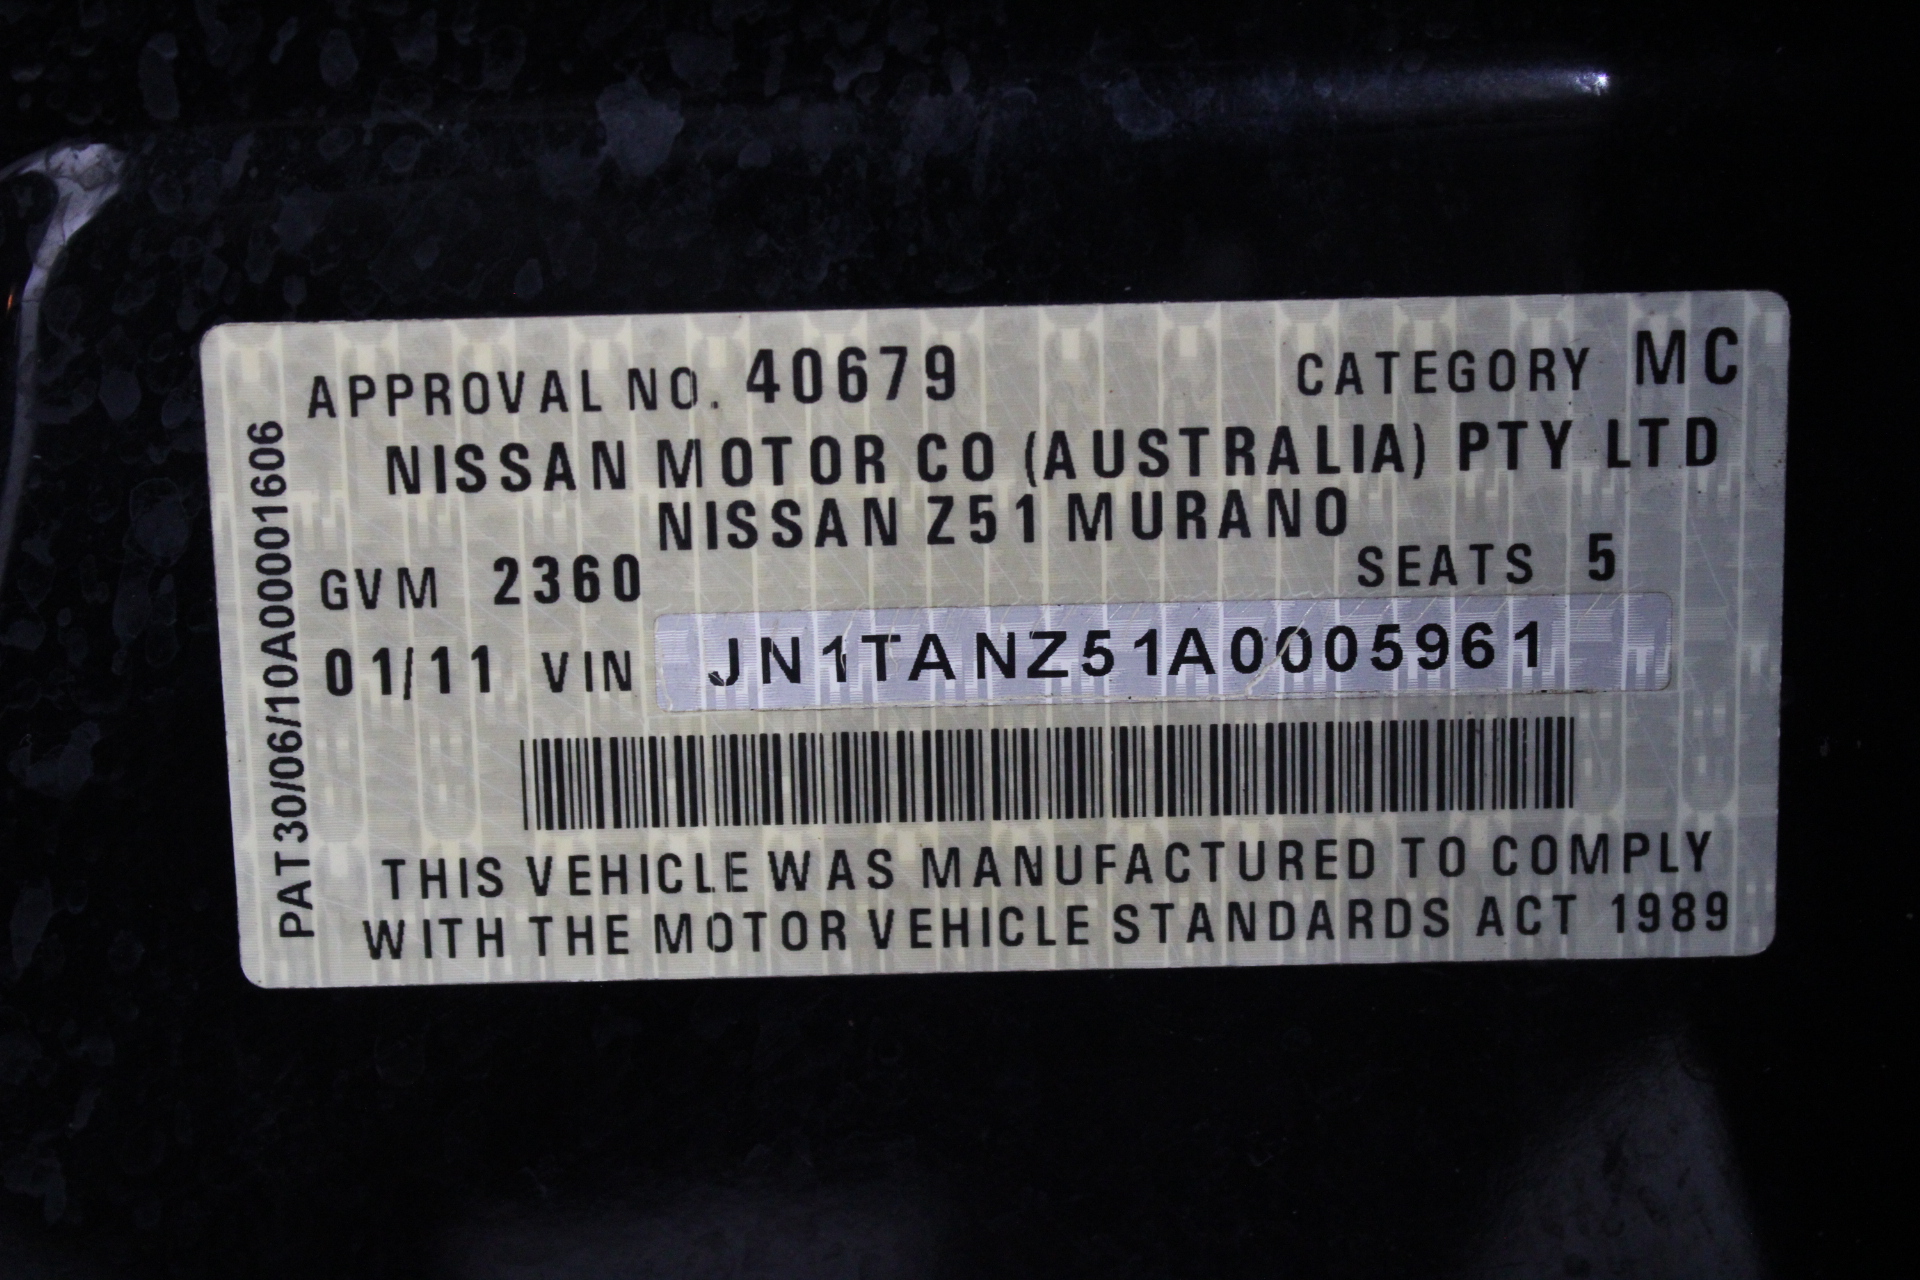 APPROVAL NO. 40679 CATEGORY MC
NISSAN MOTOR CO (AUSTRALIA) PTY LTD
NISSAN Z51 MURANO
GVM 2360 SEATS 5
01/11 VIN JN1TANZ51A0005961
THIS VEHICLE WAS MANUFACTURED TO COMPLY
WITH THE MOTOR VEHICLE STANDARDS ACT 1989
PAT30/06/10A00001606